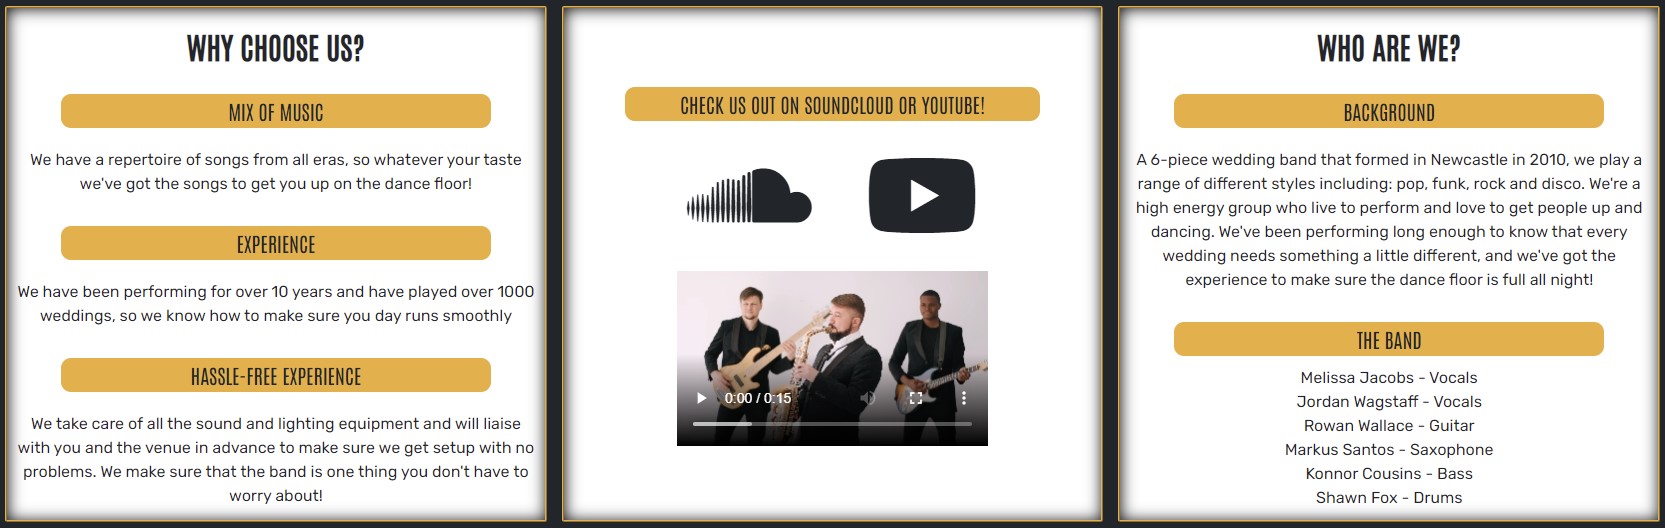 WHY CHOOSE US?
MIX OF MUSIC
We have a repertoire of songs from all eras, so whatever your taste
we've got the songs to get you up on the dance floor!
EXPERIENCE
We have been performing for over 10 years and have played over 1000
weddings, so we know how to make sure you day runs smoothly
HASSLE-FREE EXPERIENCE
We take care of all the sound and lighting equipment and will liaise
with you and the venue in advance to make sure we get setup with no
problems. We make sure that the band is one thing you don't have to
worry about!
CHECK US OUT ON SOUNDCLOUD OR YOUTUBE!
0:00 / 0:15
WHO ARE WE?
BACKGROUND
A 6-piece wedding band that formed in Newcastle in 2010, we play a
range of different styles including: pop, funk, rock and disco. We're a
high energy group who live to perform and love to get people up and
dancing. We've been performing long enough to know that every
wedding needs something a little different, and we've got the
experience to make sure the dance floor is full all night!
THE BAND
Melissa Jacobs - Vocals
Jordan Wagstaff - Vocals
Rowan Wallace - Guitar
Markus Santos - Saxophone
Konnor Cousins - Bass
Shawn Fox - Drums